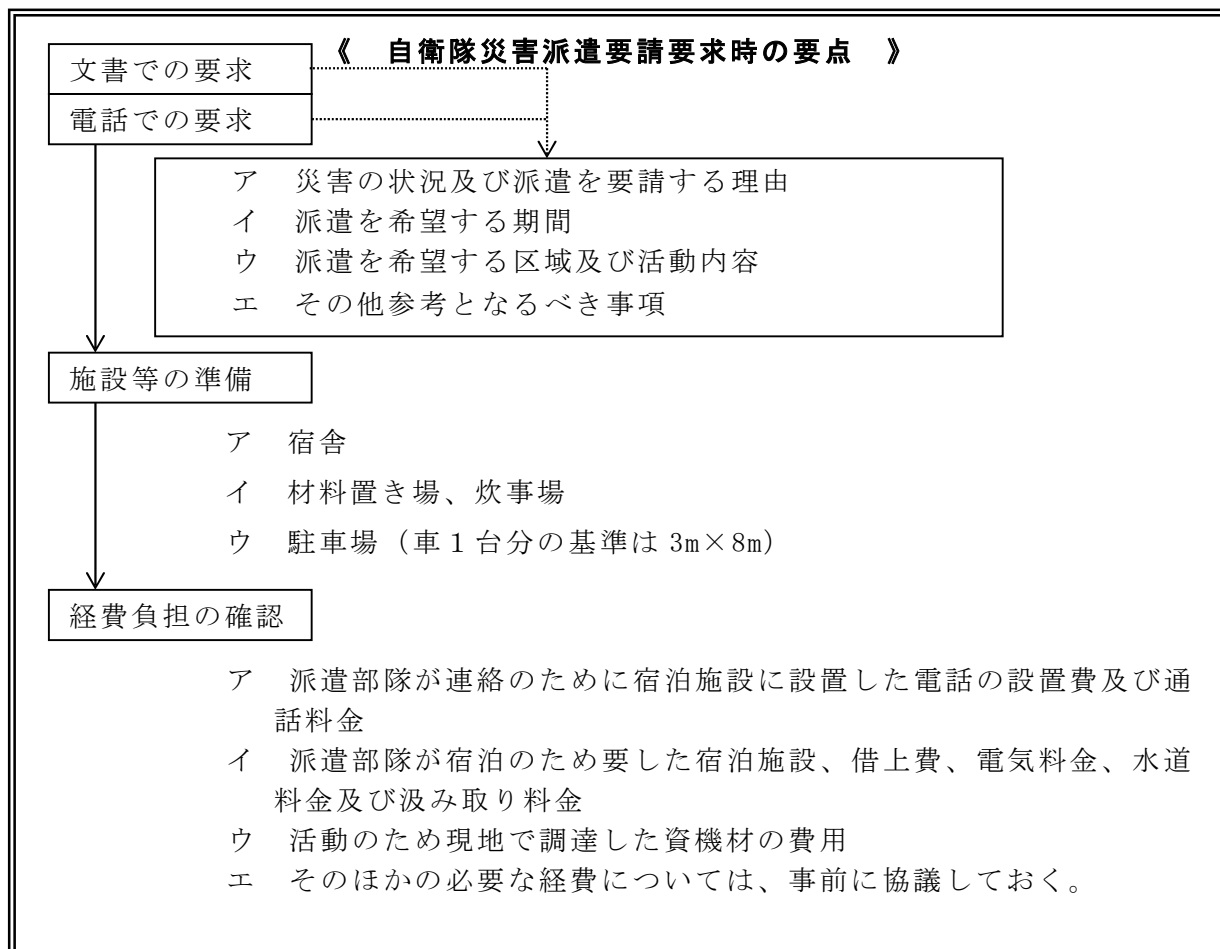 《　自衛隊災害派遣要請要求時の要点　》
文書での要求
電話での要求
ア　災害の状況及び派遣を要請する理由
イ　派遣を希望する期間
ウ　派遣を希望する区域及び活動内容
エ　その他参考となるべき事項
施設等の準備
ア　宿舎
イ　材料置き場、炊事場
ウ　駐車場（車１台分の基準は 3m×8m）
経費負担の確認
ア　派遣部隊が連絡のために宿泊施設に設置した電話の設置費及び通
話料金
イ　派遣部隊が宿泊のため要した宿泊施設、借上費、電気料金、水道
料金及び汲み取り料金
ウ　活動のため現地で調達した資機材の費用
エ　そのほかの必要な経費については、事前に協議しておく。